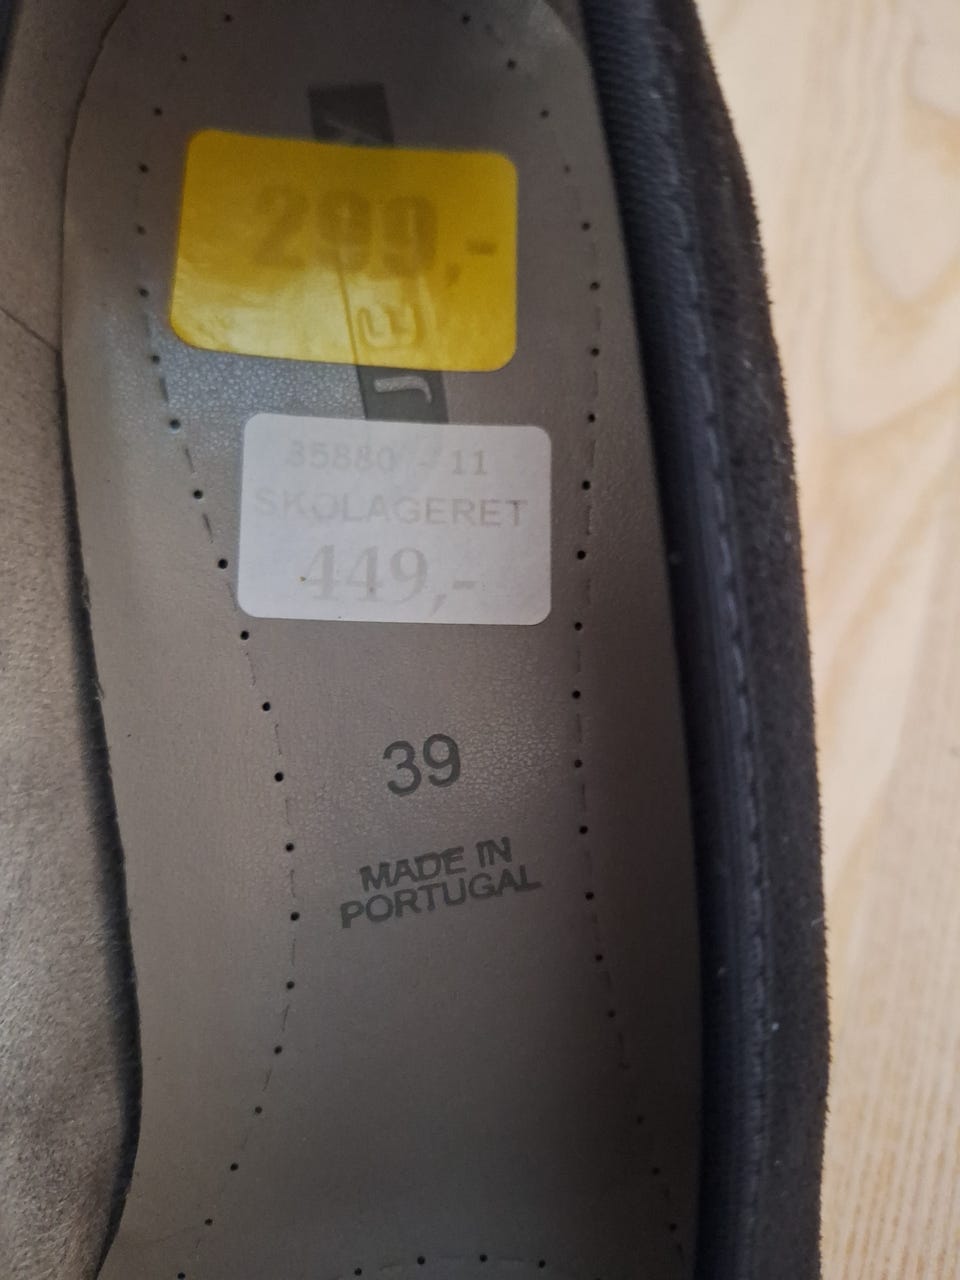 299,-
35880 - 11
SKOLAGERET
449,-
39
MADE IN
PORTUGAL